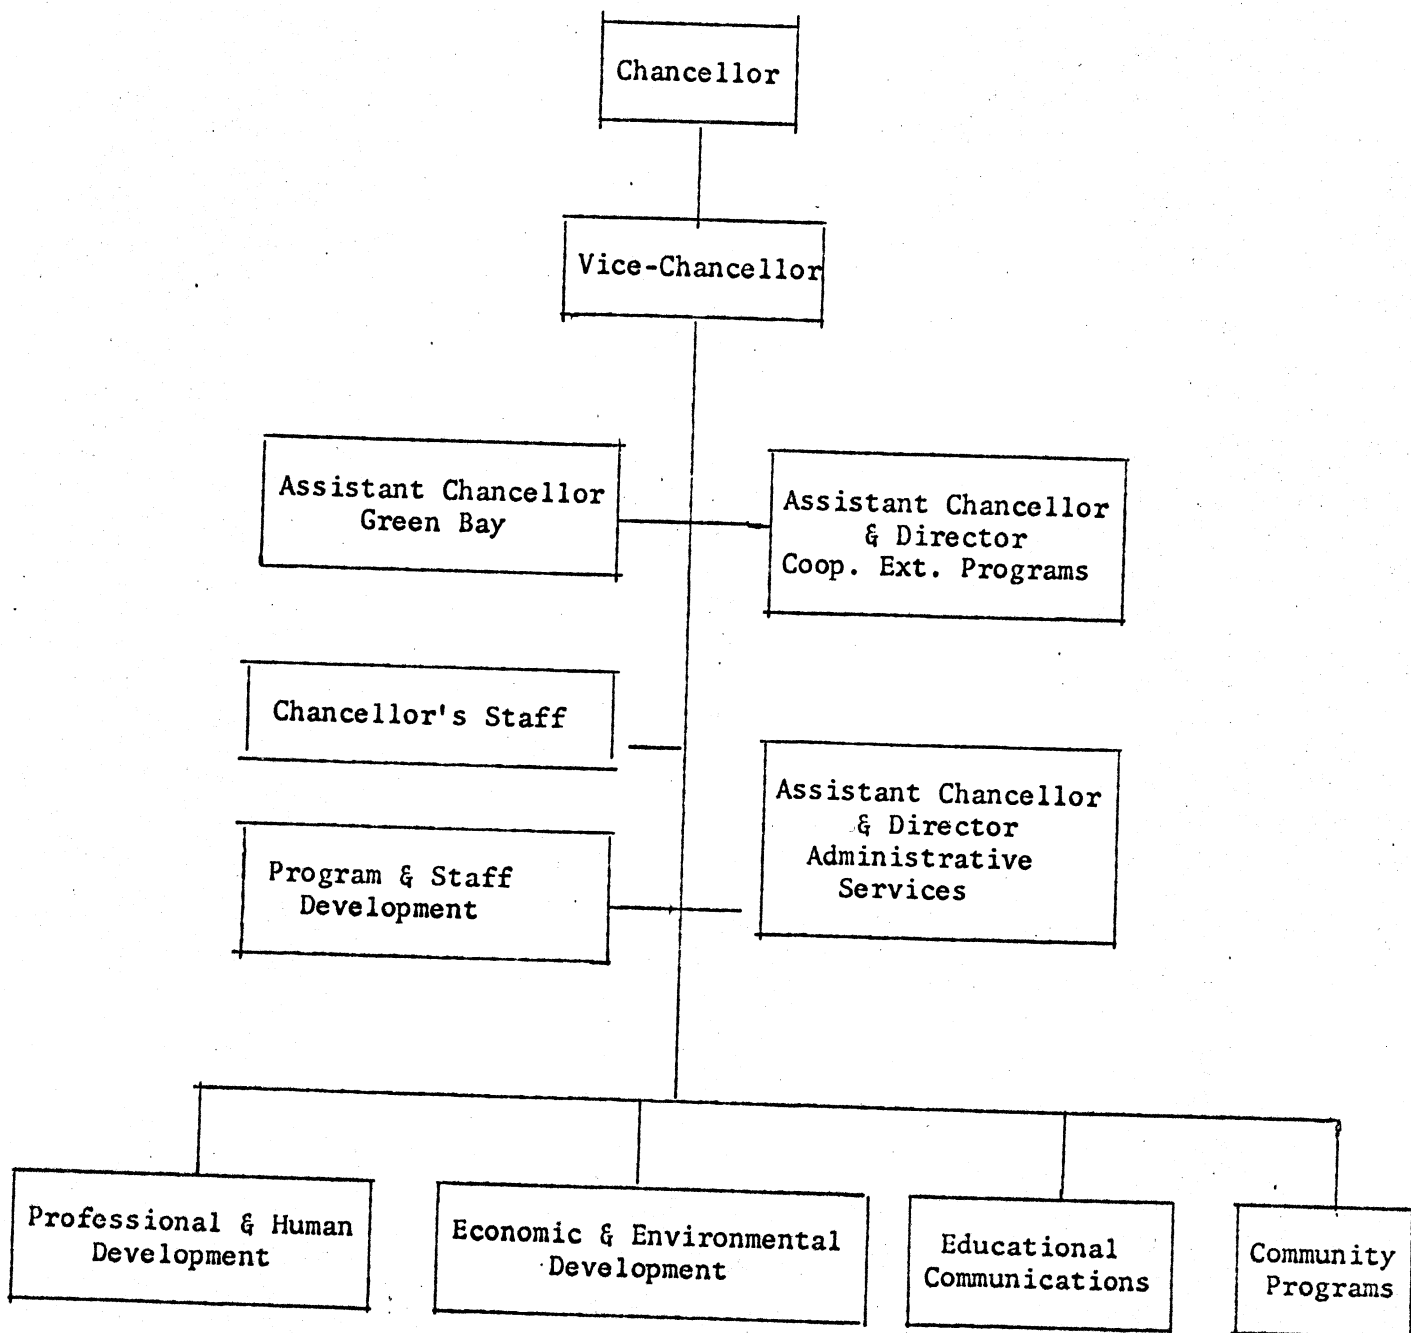 Chancellor
Vice-Chancellor
Assistant Chancellor
Green Bay
Assistant Chancellor
& Director
Coop. Ext. Programs
Chancellor's Staff
Assistant Chancellor
& Director
Administrative
Services
Program & Staff
Development
Professional & Human
Development
Economic & Environmental
Development
Educational
Communications
Community
Programs